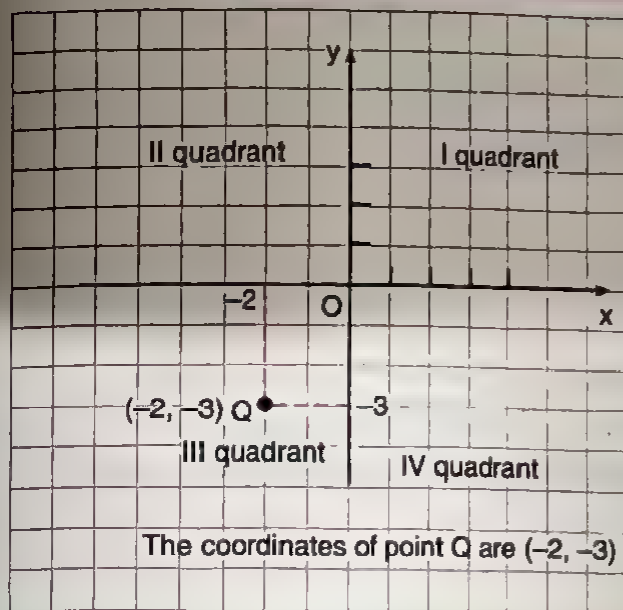 y
II quadrant
I quadrant
–2
O
x
(–2, –3) Q
–3
III quadrant
IV quadrant
The coordinates of point Q are (–2, –3)